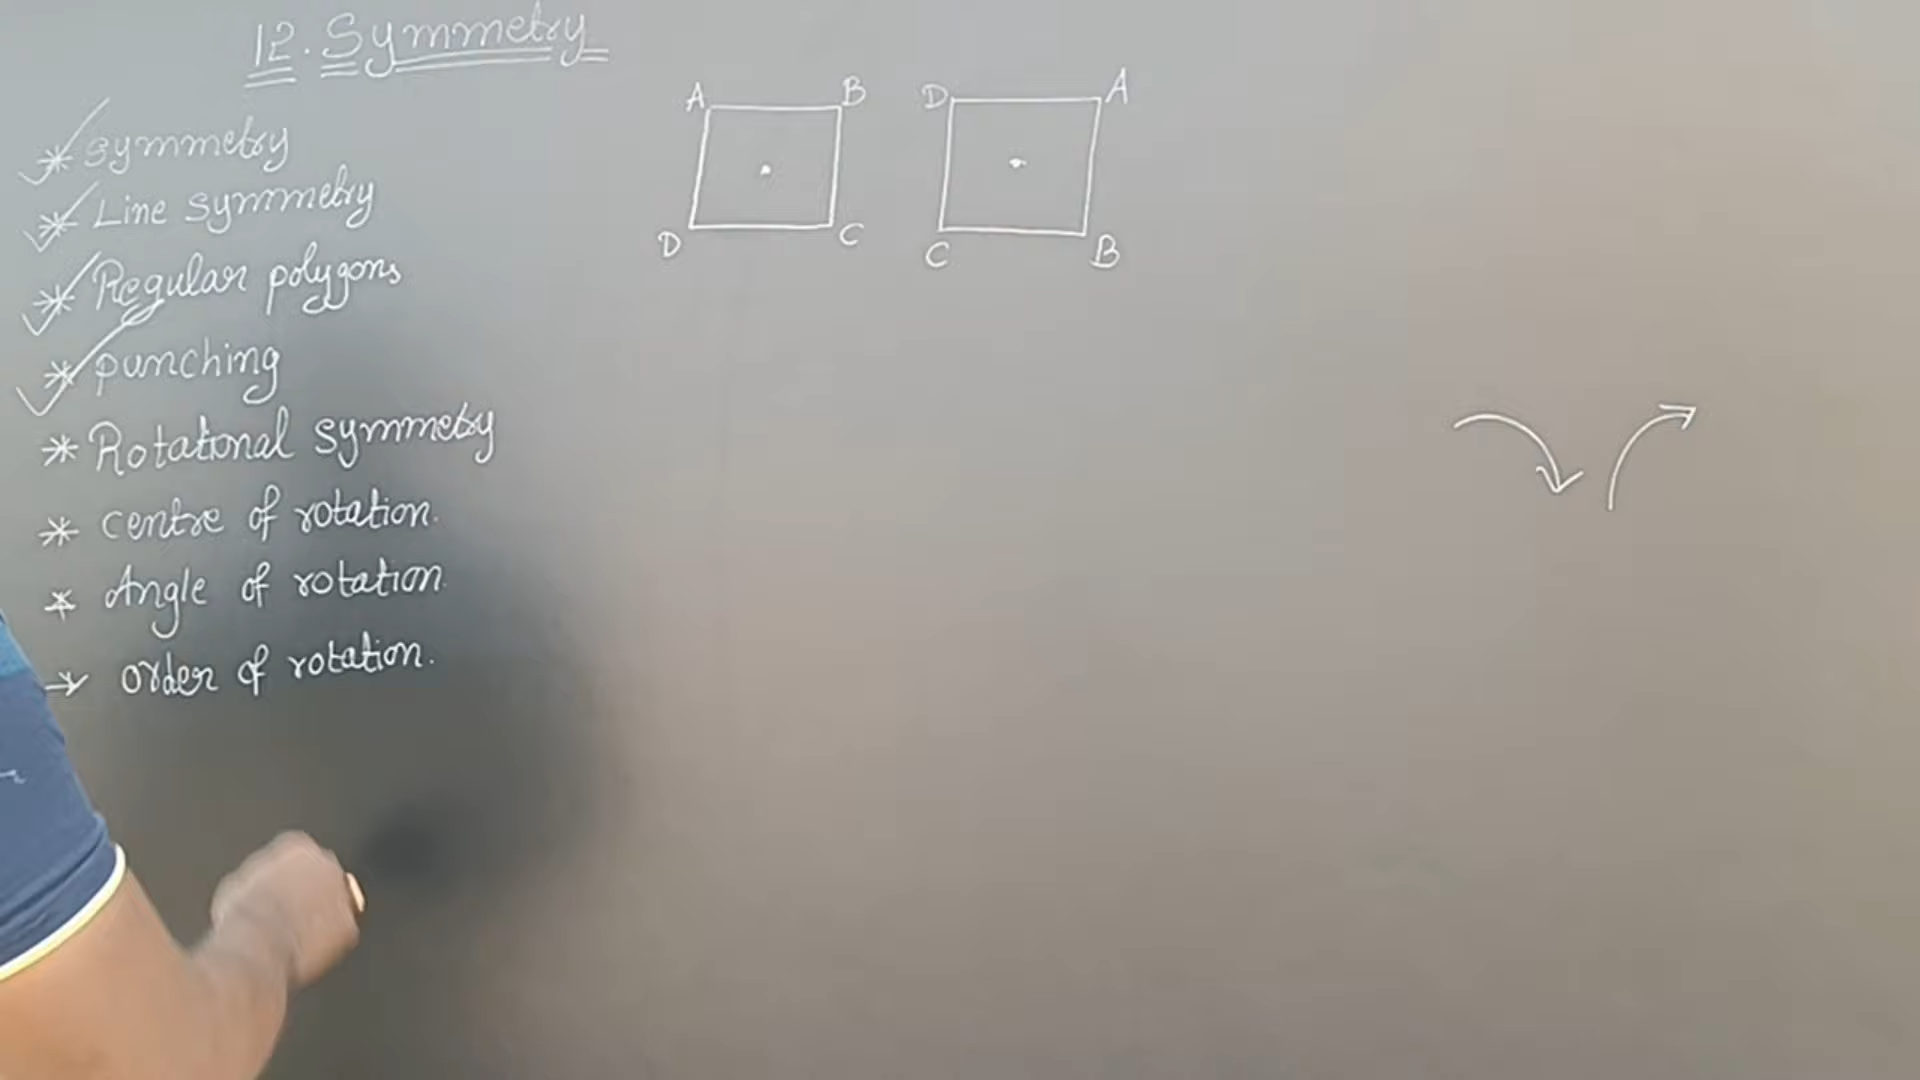 12. Symmetry
* symmetry
* Line symmetry
* Regular polygons
* punching
* Rotational symmetry
* centre of rotation.
* Angle of rotation.
* order of rotation.
A B
D C
D A
C B